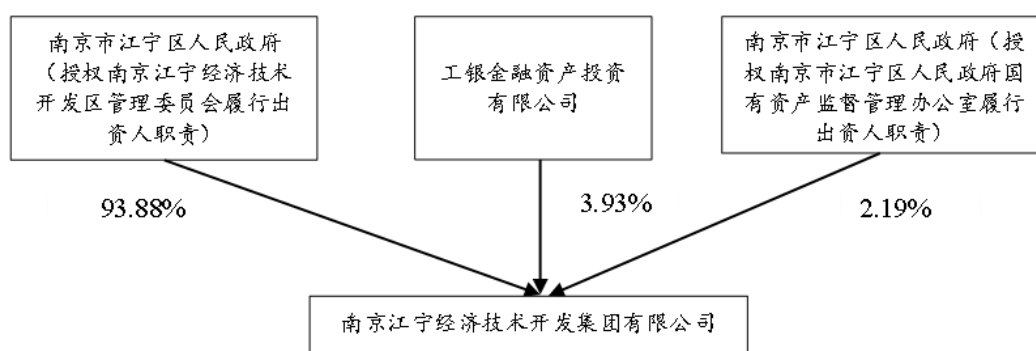 南京市江宁区人民政府
（授权南京江宁经济技术
开发区管理委员会履行出
资人职责）
工银金融资产投资
有限公司
南京市江宁区人民政府（授
权南京市江宁区人民政府国
有资产监督管理办公室履行
出资人职责）
93.88%
3.93%
2.19%
南京江宁经济技术开发集团有限公司